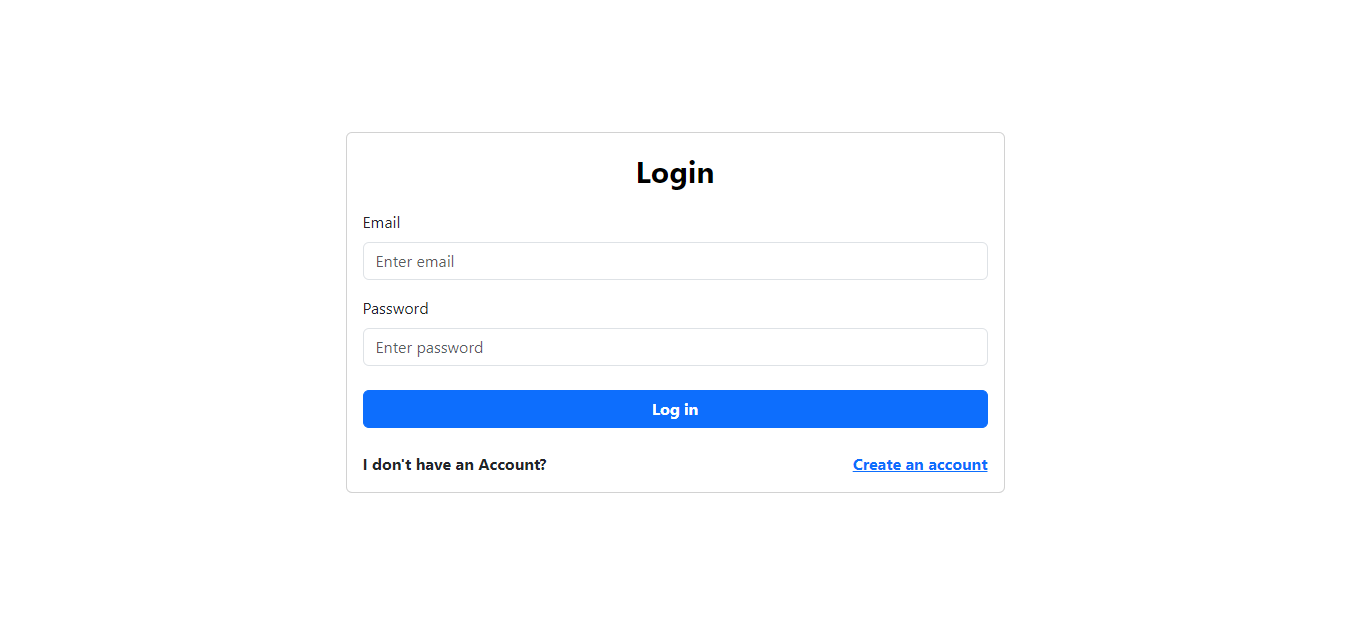 Login
Email
Enter email
Password
Enter password
Log in
I don't have an Account? Create an account